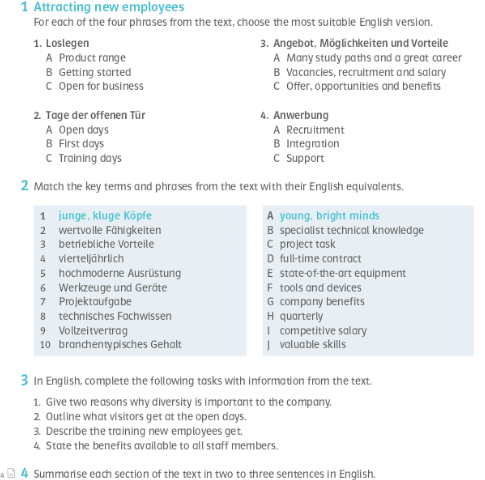 1 Attracting new employees
For each of the four phrases from the text, choose the most suitable English version.
1. Loslegen
A Product range
B Getting started
C Open for business
2. Tage der offenen Tür
A Open days
B First days
C Training days
3. Angebot, Möglichkeiten und Vorteile
A Many study paths and a great career
B Vacancies, recruitment and salary
C Offer, opportunities and benefits
4. Anwerbung
A Recruitment
B Integration
C Support
2 Match the key terms and phrases from the text with their English equivalents.
1 junge, kluge Köpfe
2 wertvolle Fähigkeiten
3 betriebliche Vorteile
4 vierteljährlich
5 hochmoderne Ausrüstung
6 Werkzeuge und Geräte
7 Projektaufgabe
8 technisches Fachwissen
9 Vollzeitvertrag
10 branchentypisches Gehalt
A young, bright minds
B specialist technical knowledge
C project task
D full-time contract
E state-of-the-art equipment
F tools and devices
G company benefits
H quarterly
I competitive salary
J valuable skills
3 In English, complete the following tasks with information from the text.
1. Give two reasons why diversity is important to the company.
2. Outline what visitors get at the open days.
3. Describe the training new employees get.
4. State the benefits available to all staff members.
4 4 Summarise each section of the text in two to three sentences in English.